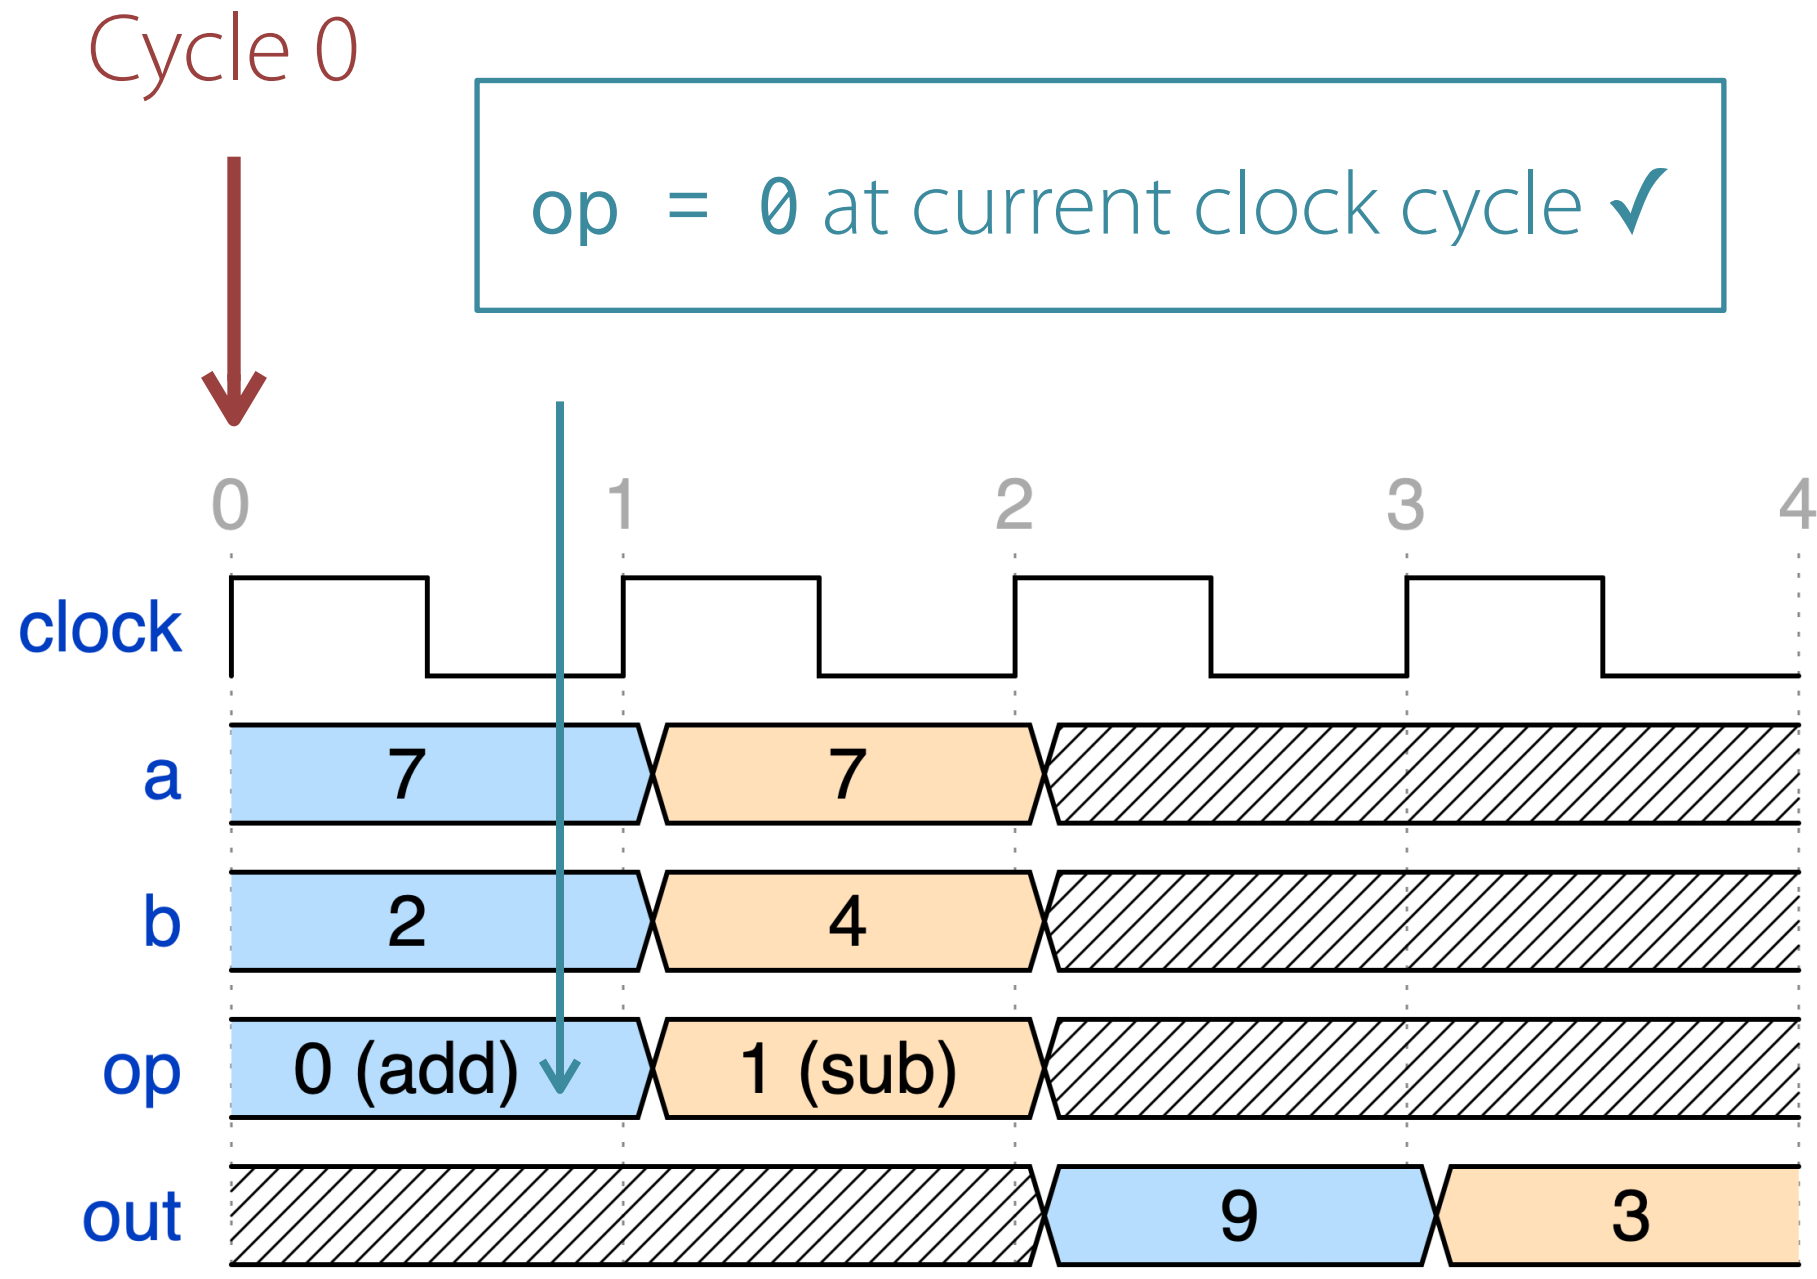 Cycle 0
op = 0 at current clock cycle ✓
0 1 2 3 4
clock
a 7 7
b 2 4
op 0 (add) 1 (sub)
out 9 3